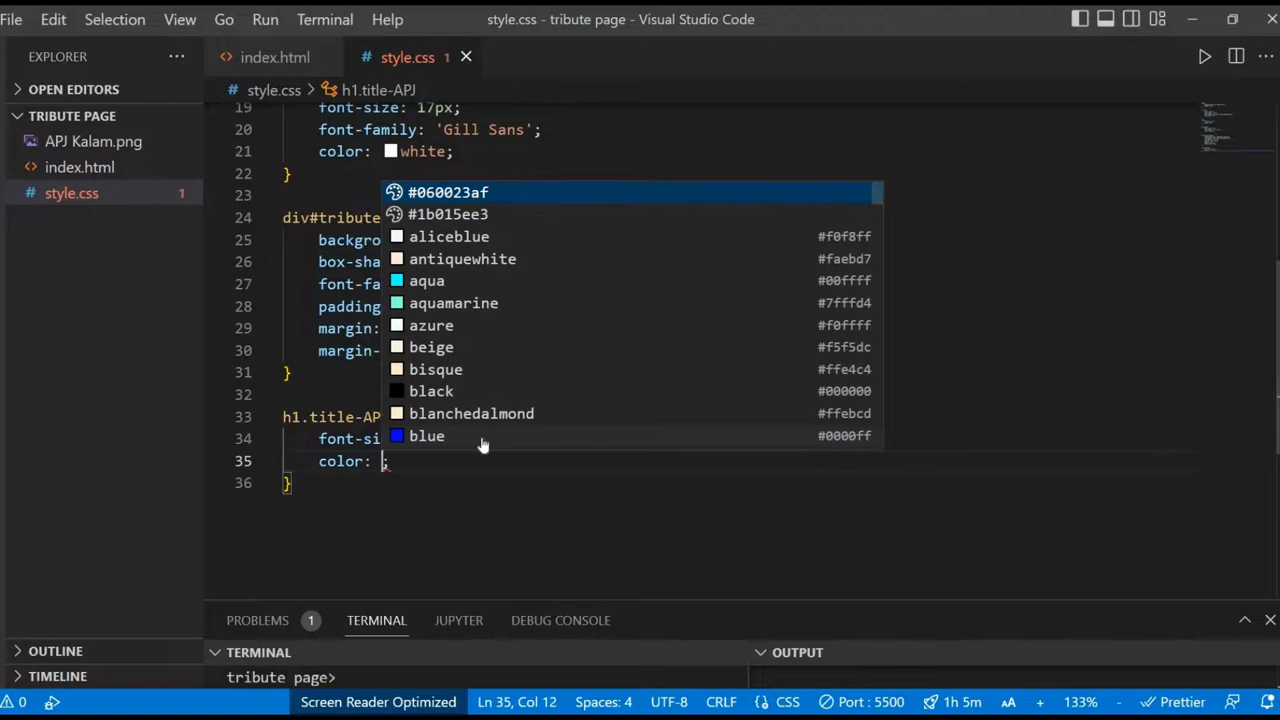 File Edit Selection View Go Run Terminal Help style.css - tribute page - Visual Studio Code
EXPLORER ··· <> index.html # style.css 1
OPEN EDITORS
# style.css > h1.title-APJ
TRIBUTE PAGE
APJ Kalam.png
<> index.html
# style.css 1
19 font-size: 17px;
20 font-family: 'Gill Sans';
21 color: white;
22 }
23
24 div#tribute
25 backgro
26 box-sha
27 font-fa
28 padding
29 margin:
30 margin-
31 }
32
33 h1.title-AP
34 font-si
35 color: ;
36 }
#060023af
#1b015ee3
aliceblue #f0f8ff
antiquewhite #faebd7
aqua #00ffff
aquamarine #7fffd4
azure #f0ffff
beige #f5f5dc
bisque #ffe4c4
black #000000
blanchedalmond #ffebcd
blue #0000ff
PROBLEMS 1 TERMINAL JUPYTER DEBUG CONSOLE
OUTLINE
TIMELINE
TERMINAL OUTPUT
tribute page>
0 Screen Reader Optimized Ln 35, Col 12 Spaces: 4 UTF-8 CRLF {} CSS Port : 5500 1h 5m AA + 133% - Prettier